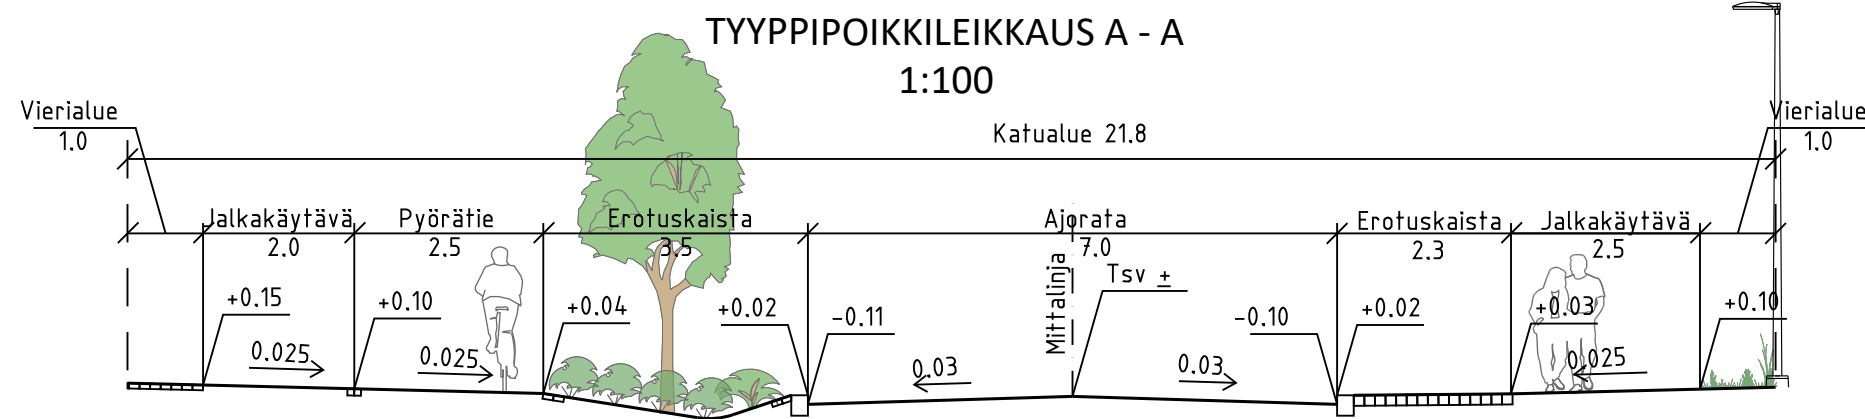 TYYPPIPOIKKILEIKKAUS A - A
1:100
Vierialue
1.0
Katualue 21.8
Vierialue
1.0
Jalkakäytävä
2.0
Pyörätie
2.5
Erotuskaista
3.5
Ajorata
7.0
Erotuskaista
2.3
Jalkakäytävä
2.5
Mittalinja
Tsv ±
+0.15
+0.10
+0.04
+0.02
-0.11
-0.10
+0.02
+0.03
+0.10
0.025
0.025
0.03
0.03
0.025